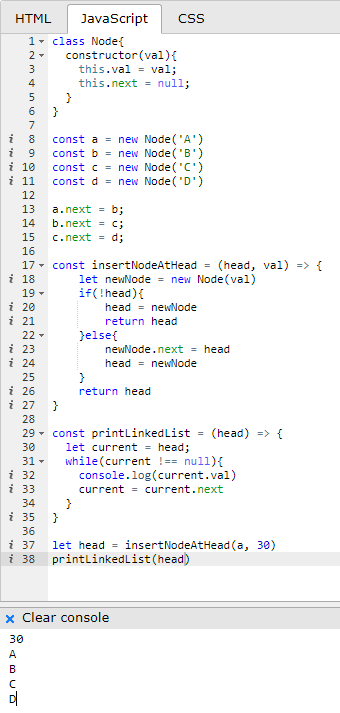 HTML JavaScript CSS
1 class Node{
2 constructor(val){
3 this.val = val;
4 this.next = null;
5 }
6 }
7
i 8 const a = new Node('A')
i 9 const b = new Node('B')
i 10 const c = new Node('C')
i 11 const d = new Node('D')
12
13 a.next = b;
14 b.next = c;
15 c.next = d;
16
i 17 const insertNodeAtHead = (head, val) => {
i 18 let newNode = new Node(val)
19 if(!head){
i 20 head = newNode
i 21 return head
i 22 }else{
i 23 newNode.next = head
i 24 head = newNode
25 }
i 26 return head
i 27 }
28
i 29 const printLinkedList = (head) => {
30 let current = head;
i 31 while(current !== null){
i 32 console.log(current.val)
i 33 current = current.next
34 }
i 35 }
36
i 37 let head = insertNodeAtHead(a, 30)
i 38 printLinkedList(head)
Clear console
30
A
B
C
D